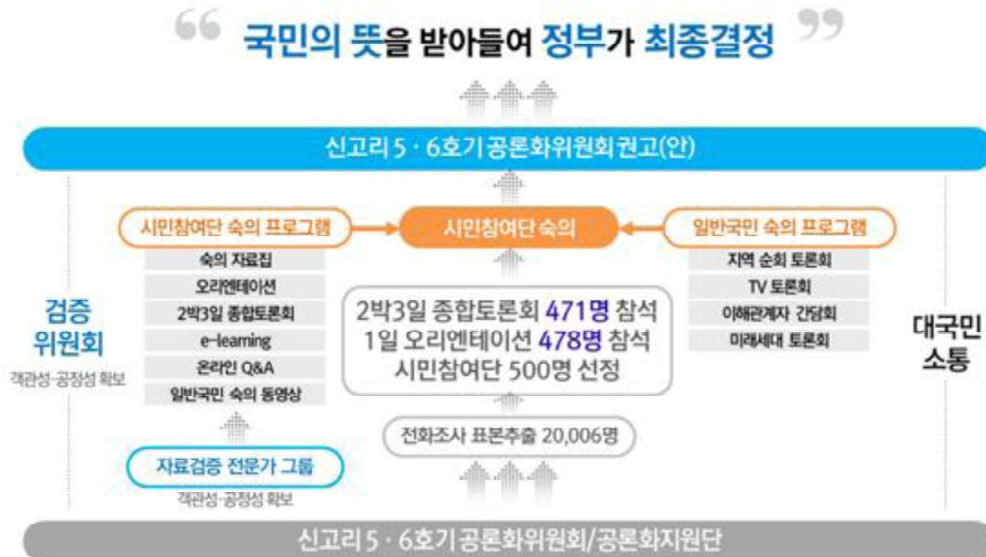 “ 국민의 뜻을 받아들여 정부가 최종결정 ”
신고리 5 · 6호기 공론화위원회 권고(안)
시민참여단 숙의 프로그램
숙의 자료집
오리엔테이션
2박3일 종합토론회
e-learning
온라인 Q&A
일반국민 숙의 동영상
자료검증 전문가 그룹
객관성·공정성 확보
검증
위원회
객관성·공정성 확보
시민참여단 숙의
2박3일 종합토론회 471명 참석
1일 오리엔테이션 478명 참석
시민참여단 500명 선정
전화조사 표본추출 20,006명
일반국민 숙의 프로그램
지역 순회 토론회
TV 토론회
이해관계자 간담회
미래세대 토론회
대국민
소통
신고리 5 · 6호기 공론화위원회/공론화지원단